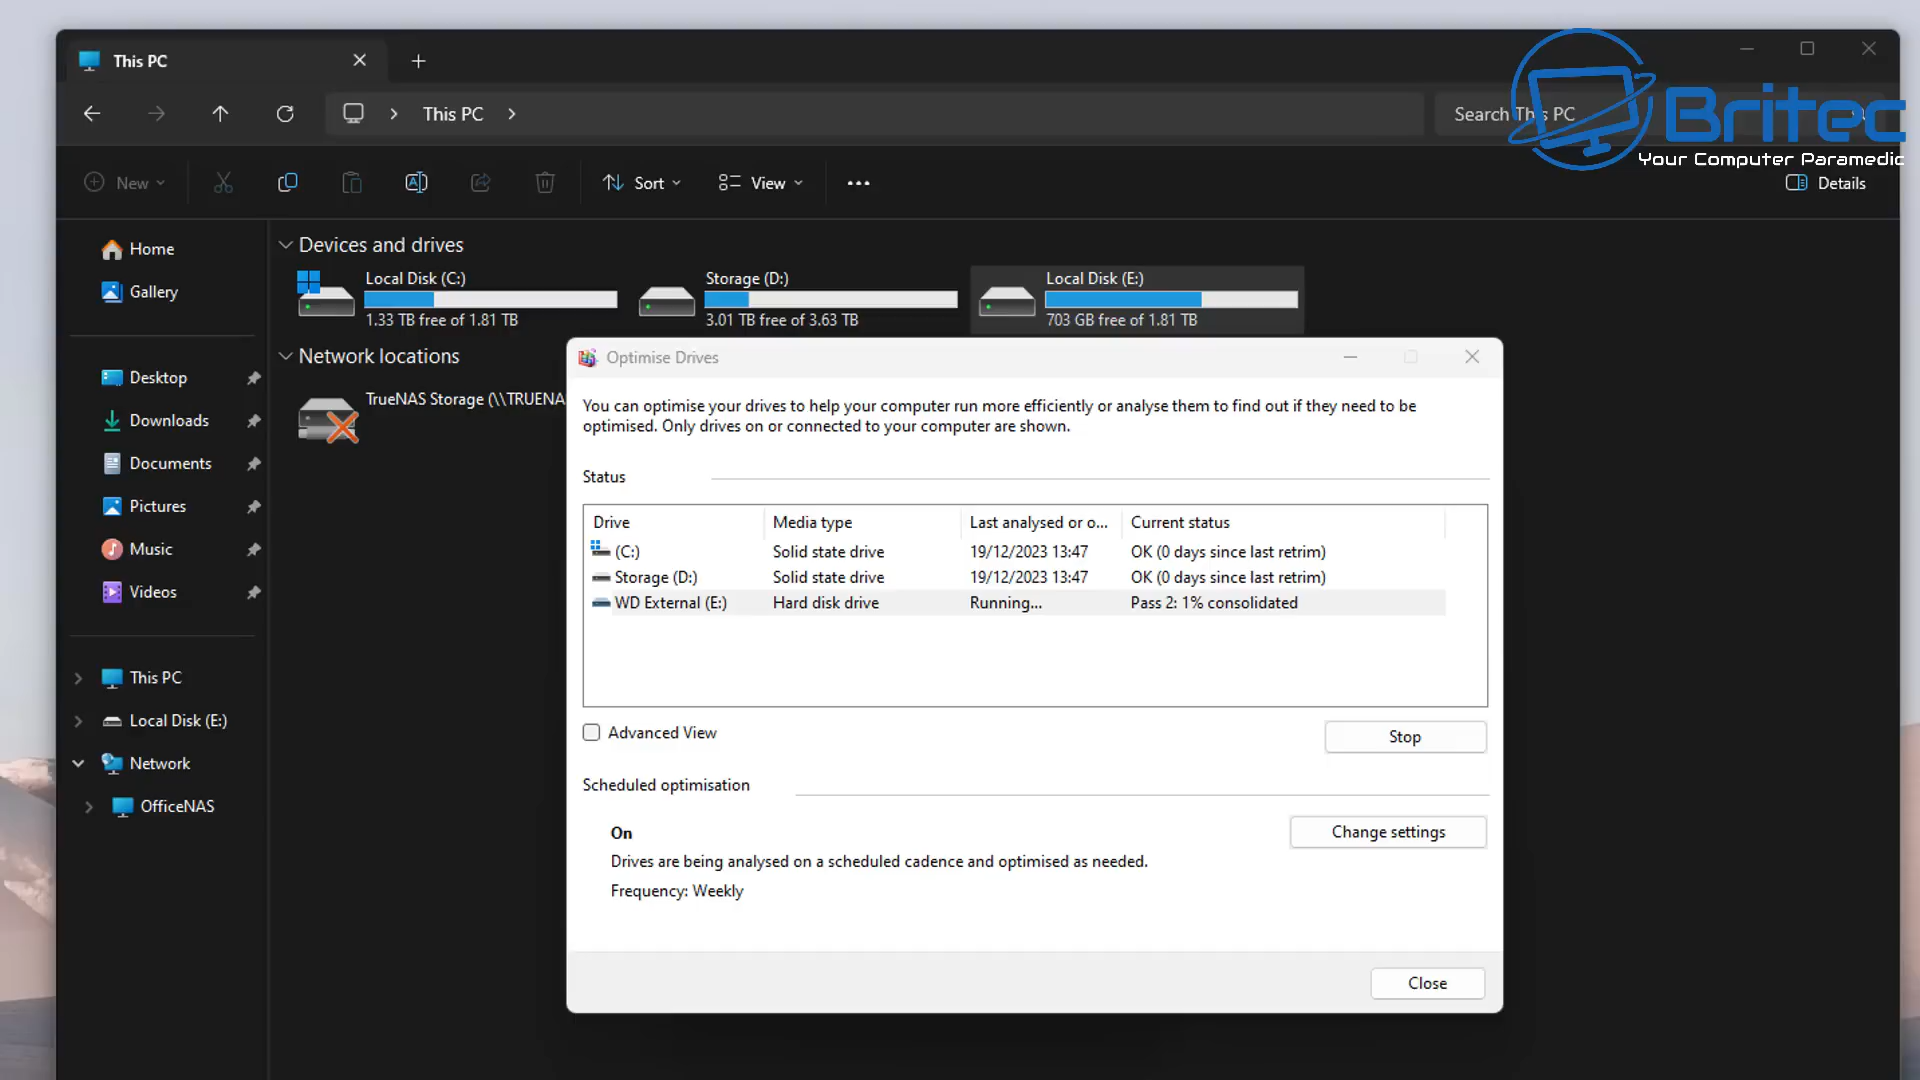 This PC
This PC
Search This PC
Britec
Your Computer Paramedic
New
Sort
View
Details
Home
Gallery
Desktop
Downloads
Documents
Pictures
Music
Videos
This PC
Local Disk (E:)
Network
OfficeNAS
Devices and drives
Local Disk (C:)
1.33 TB free of 1.81 TB
Storage (D:)
3.01 TB free of 3.63 TB
Local Disk (E:)
703 GB free of 1.81 TB
Network locations
TrueNAS Storage (\\TRUENA
Optimise Drives
You can optimise your drives to help your computer run more efficiently or analyse them to find out if they need to be
optimised. Only drives on or connected to your computer are shown.
Status
Drive Media type Last analysed or o... Current status
(C:) Solid state drive 19/12/2023 13:47 OK (0 days since last retrim)
Storage (D:) Solid state drive 19/12/2023 13:47 OK (0 days since last retrim)
WD External (E:) Hard disk drive Running... Pass 2: 1% consolidated
Advanced View
Stop
Scheduled optimisation
On
Change settings
Drives are being analysed on a scheduled cadence and optimised as needed.
Frequency: Weekly
Close